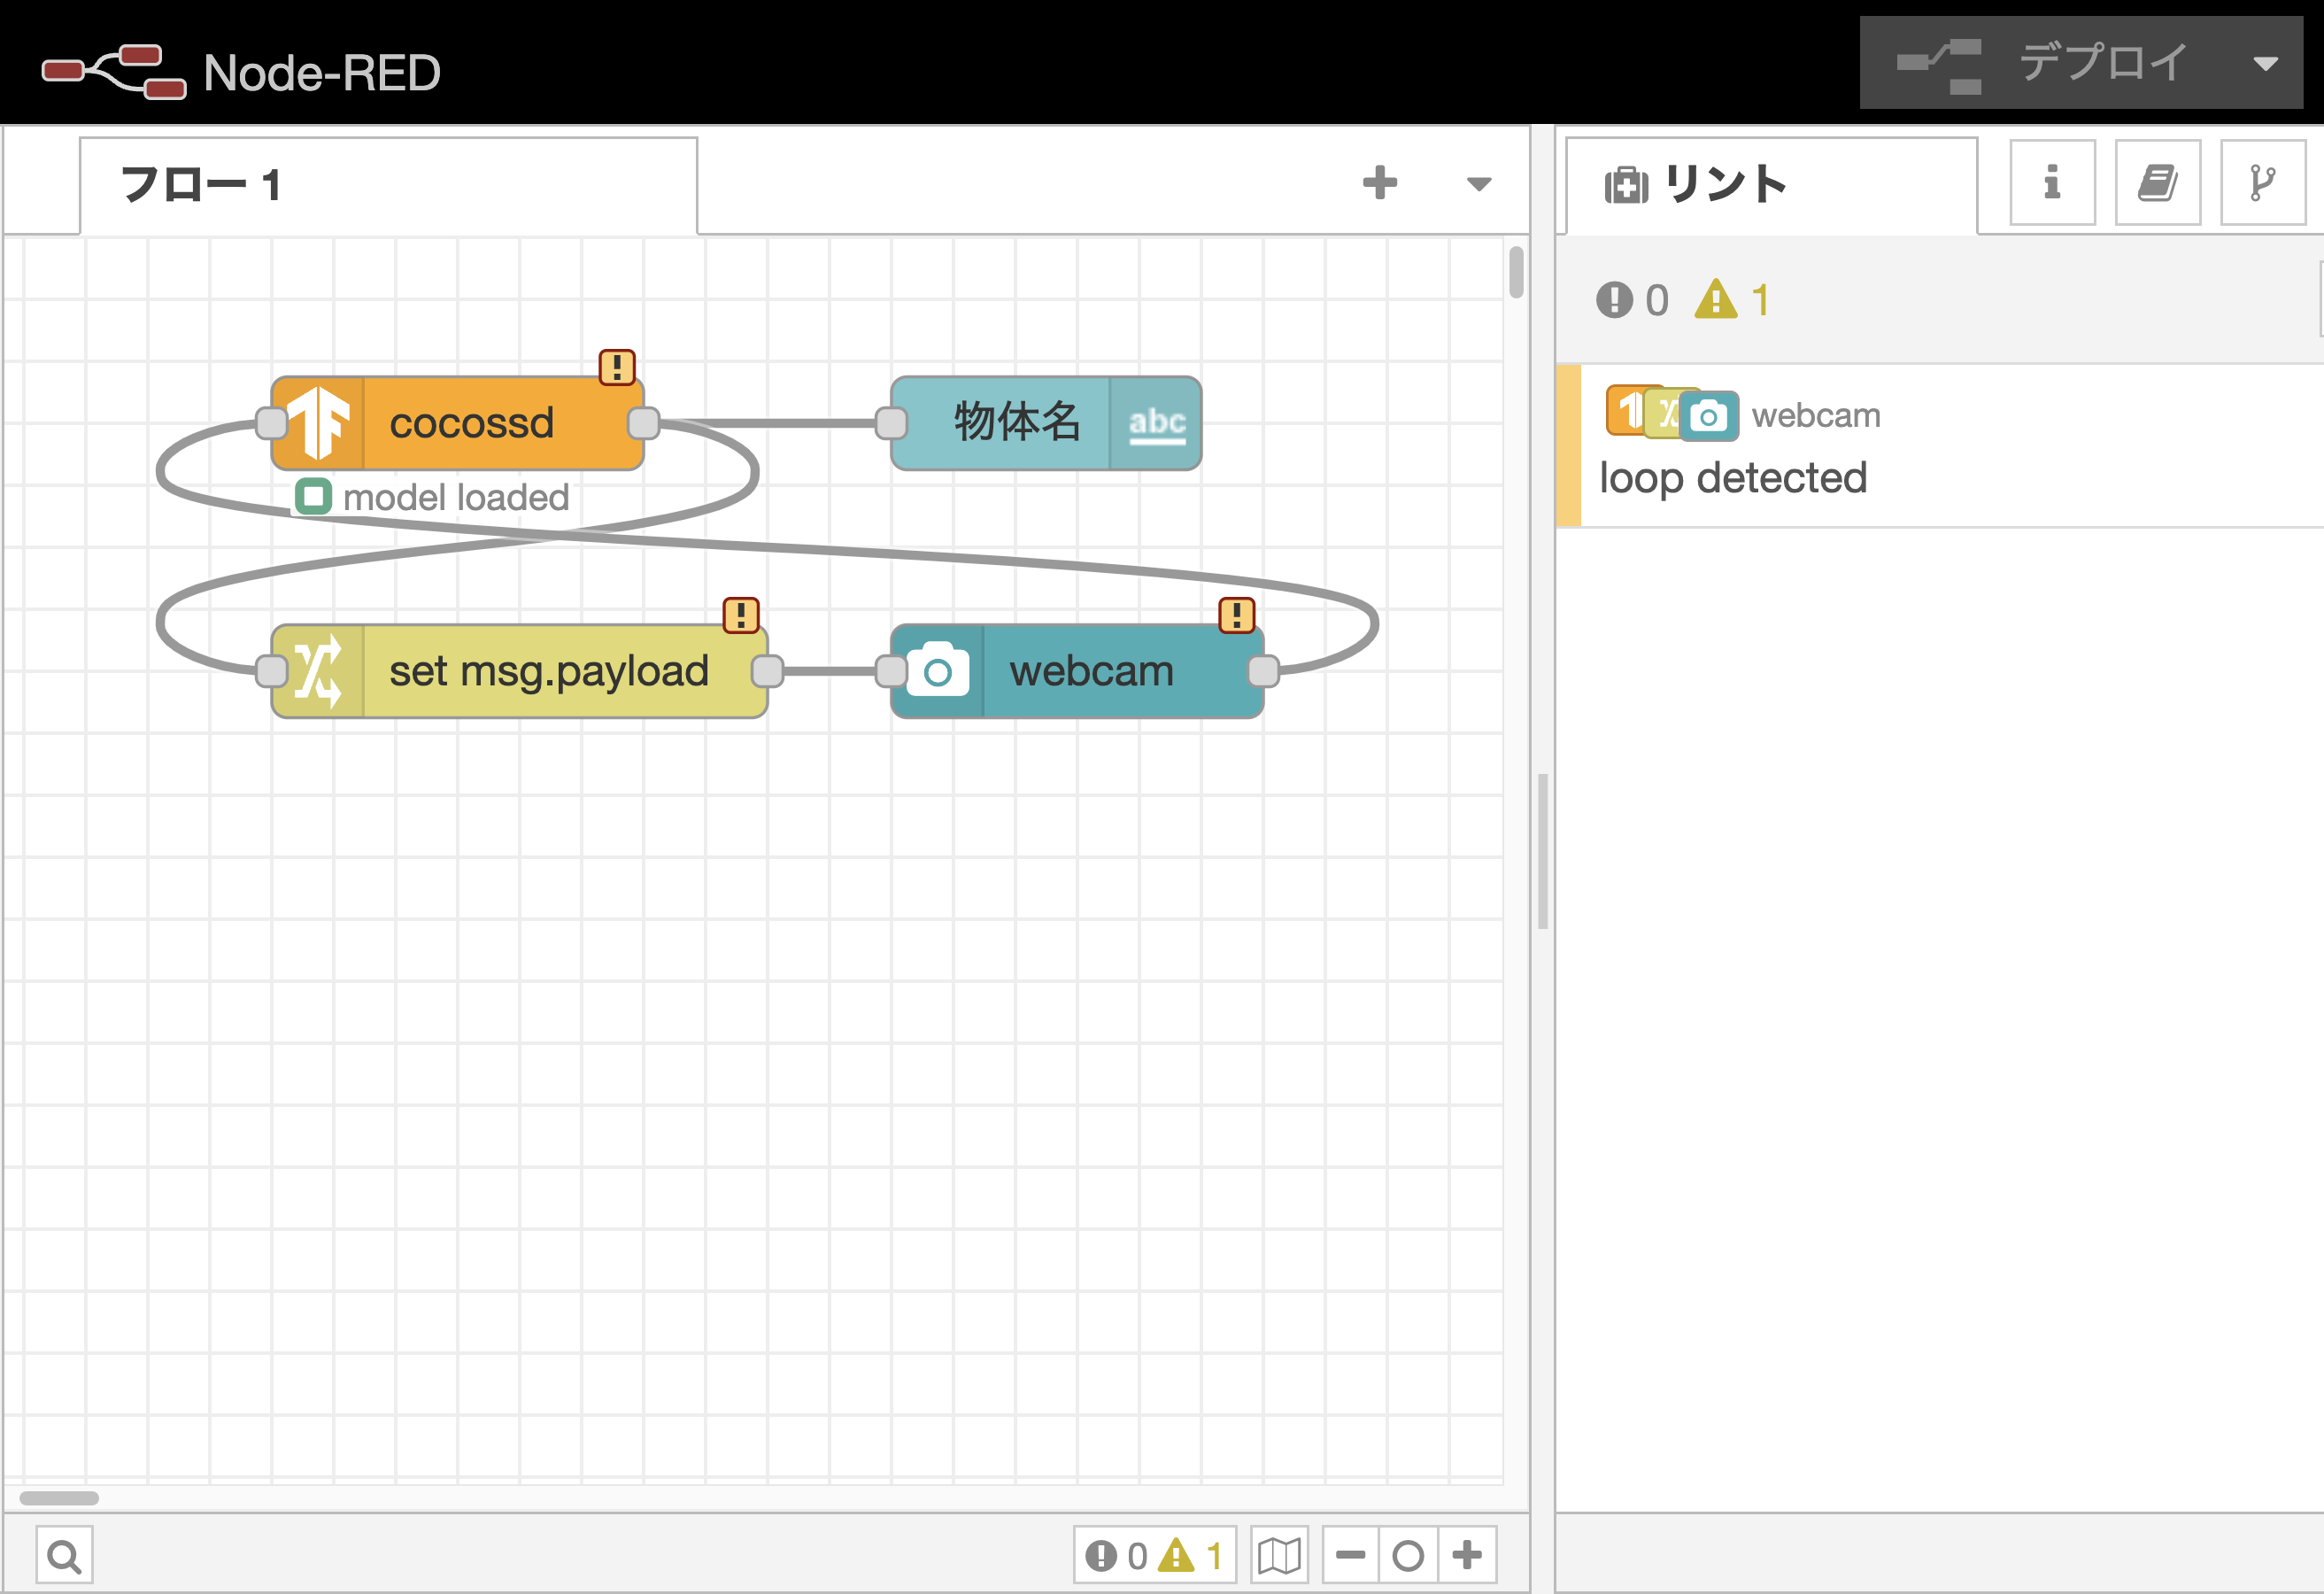 Node-RED
デプロイ
フロー 1
リント
0 1
cocossd
物体名
abc
model loaded
webcam
loop detected
set msg.payload
webcam
0 1